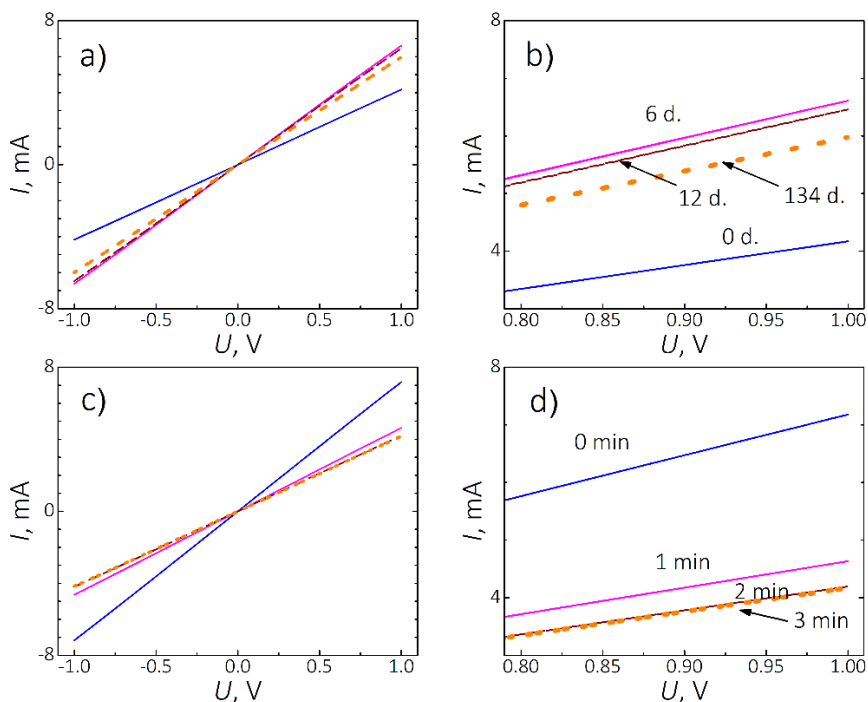 a)
8
0
-8
I, mA
-1.0 -0.5 0.0 0.5 1.0
U, V
b)
8
4
I, mA
6 d.
12 d.
134 d.
0 d.
0.80 0.85 0.90 0.95 1.00
U, V
c)
8
0
-8
I, mA
-1.0 -0.5 0.0 0.5 1.0
U, V
d)
8
4
I, mA
0 min
1 min
2 min
3 min
0.80 0.85 0.90 0.95 1.00
U, V